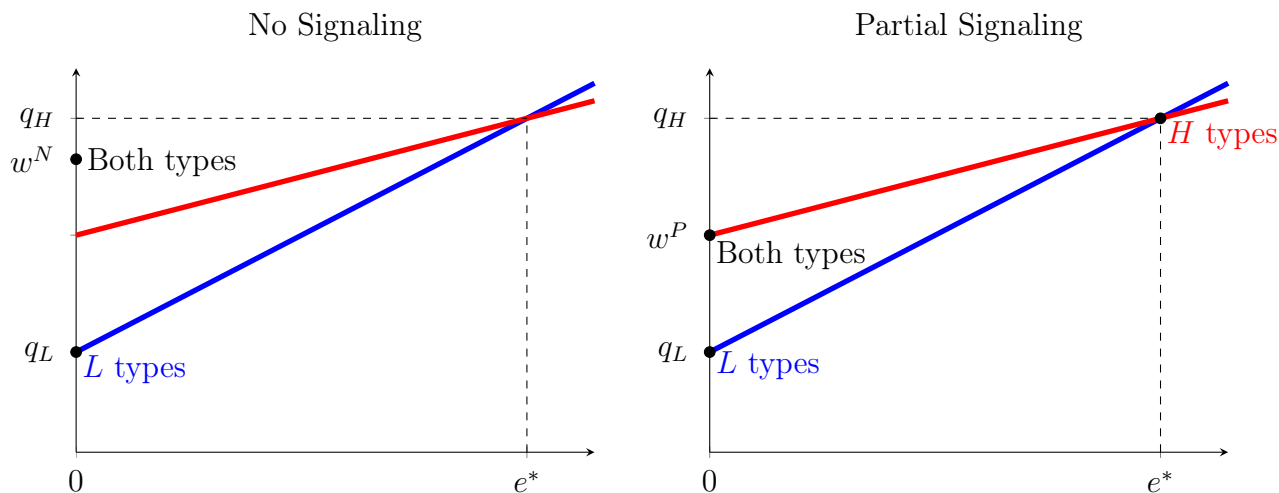 No Signaling
q_H
w^N
Both types
q_L
L types
0
e*
Partial Signaling
q_H
H types
w^P
Both types
q_L
L types
0
e*